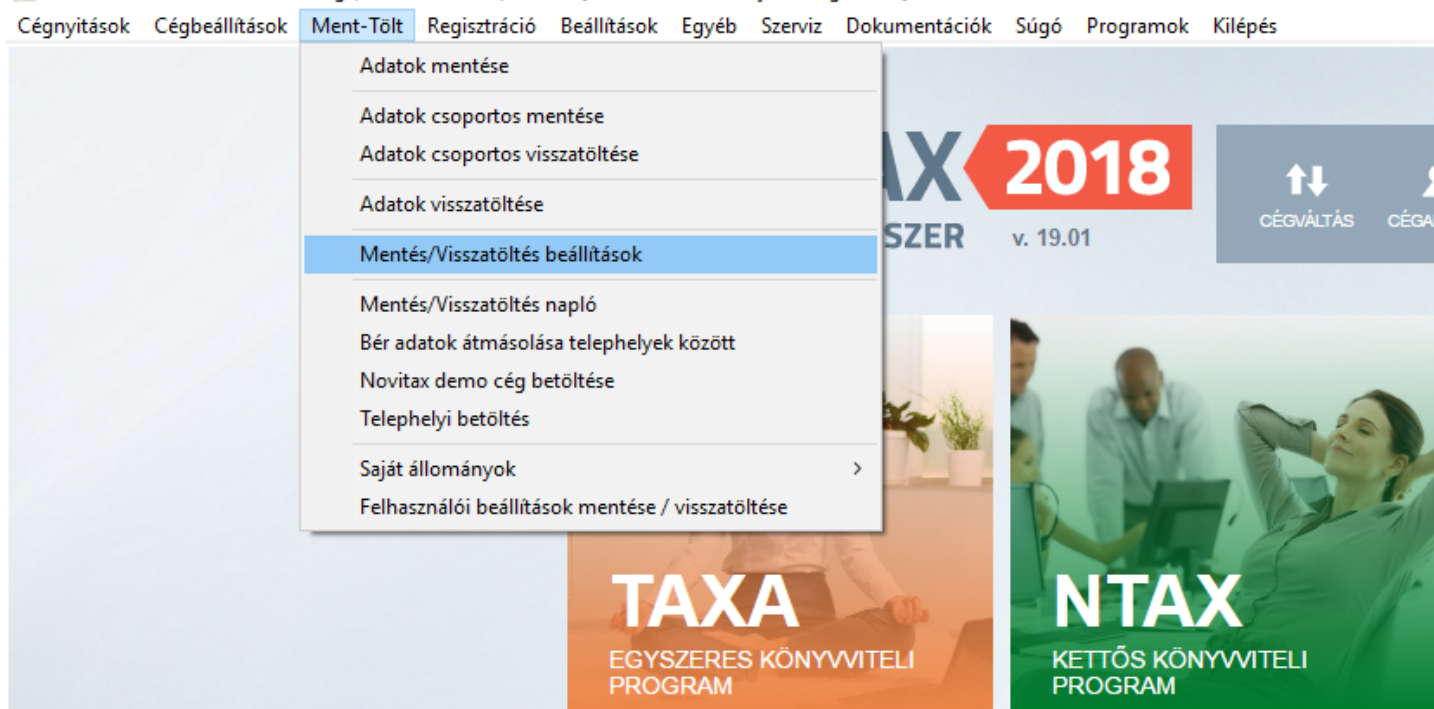 Cégnyitások Cégbeállítások Ment-Tölt Regisztráció Beállítások Egyéb Szerviz Dokumentációk Súgó Programok Kilépés
Adatok mentése
Adatok csoportos mentése
Adatok csoportos visszatöltése
Adatok visszatöltése
Mentés/Visszatöltés beállítások
Mentés/Visszatöltés napló
Bér adatok átmásolása telephelyek között
Novitax demo cég betöltése
Telephelyi betöltés
Saját állományok
Felhasználói beállítások mentése / visszatöltése
AX 2018
SZER v. 19.01
CÉGVÁLTÁS CÉGA
TAXA
EGYSZERES KÖNYVVITELI
PROGRAM
NTAX
KETTŐS KÖNYVVITELI
PROGRAM